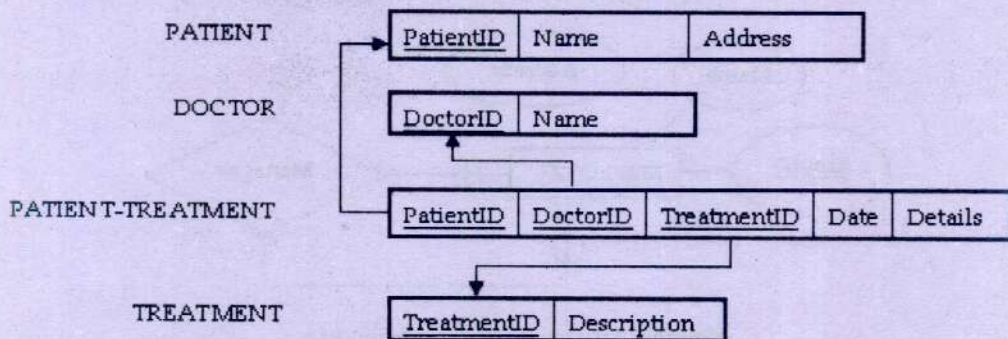 PATIENT PatientID Name Address
DOCTOR DoctorID Name
PATIENT-TREATMENT PatientID DoctorID TreatmentID Date Details
TREATMENT TreatmentID Description